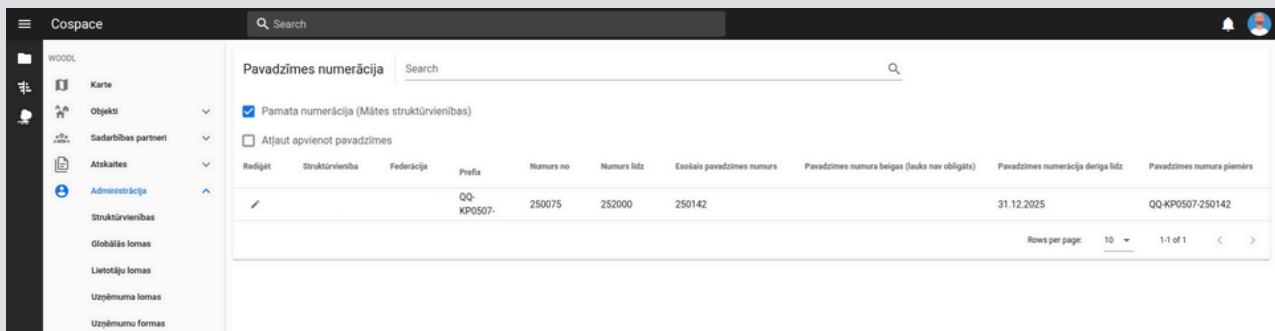 Cospace
Search
WOODL
Karte
Objekti
Sadarbības partneri
Atskaites
Administrācija
Struktūrvienības
Globālās lomas
Lietotāju lomas
Uzņēmuma lomas
Uzņēmumu formas
Pavadzīmes numerācija
Search
Pamata numerācija (Mātes struktūrvienības)
Atļaut apvienot pavadzīmes
Rediģēt Struktūrvienība Federācija Prefix Numurs no Numurs līdz Esošais pavadzīmes numurs Pavadzīmes numura beigas (lauks nav obligāts) Pavadzīmes numerācija derīga līdz Pavadzīmes numura piemērs
QQ-
KP0507- 250075 252000 250142 31.12.2025 QQ-KP0507-250142
Rows per page: 10 1-1 of 1